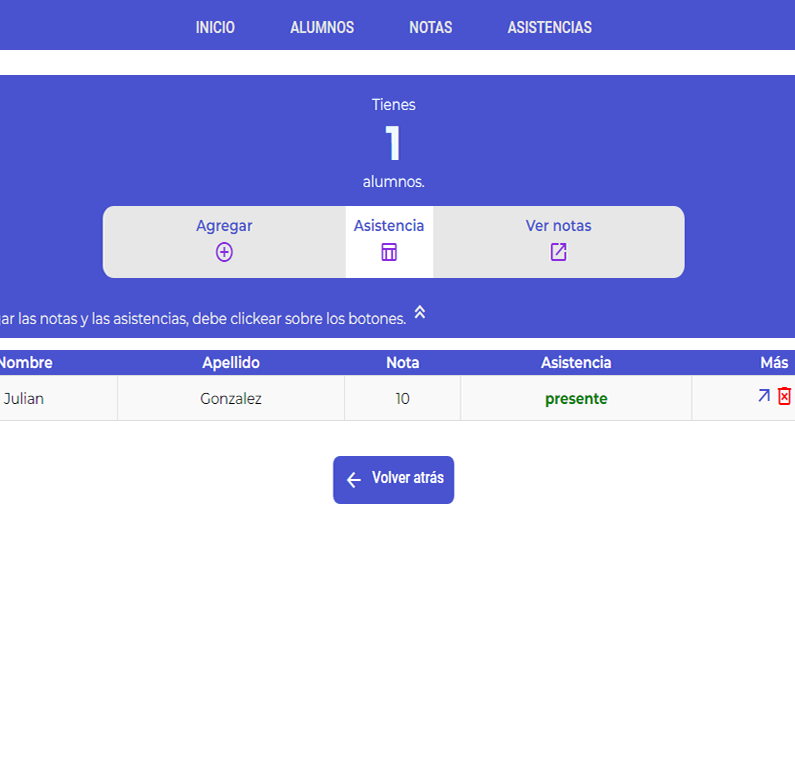 INICIO ALUMNOS NOTAS ASISTENCIAS
Tienes
1
alumnos.
Agregar Asistencia Ver notas
las notas y las asistencias, debe clickear sobre los botones.
Nombre Apellido Nota Asistencia Más
Julian Gonzalez 10 presente
Volver atrás